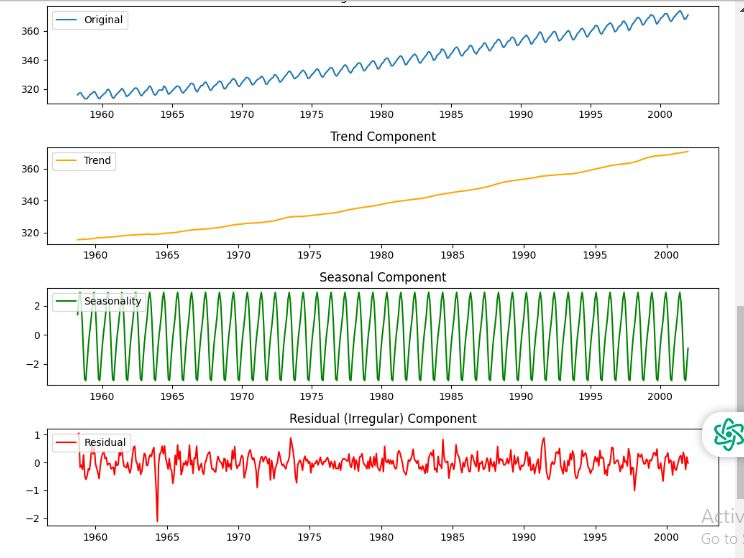 Original
360
340
320
1960 1965 1970 1975 1980 1985 1990 1995 2000
Trend Component
Trend
360
340
320
1960 1965 1970 1975 1980 1985 1990 1995 2000
Seasonal Component
Seasonality
2
0
−2
1960 1965 1970 1975 1980 1985 1990 1995 2000
Residual (Irregular) Component
Residual
1
0
−1
−2
1960 1965 1970 1975 1980 1985 1990 1995 2000
Activ
Go to